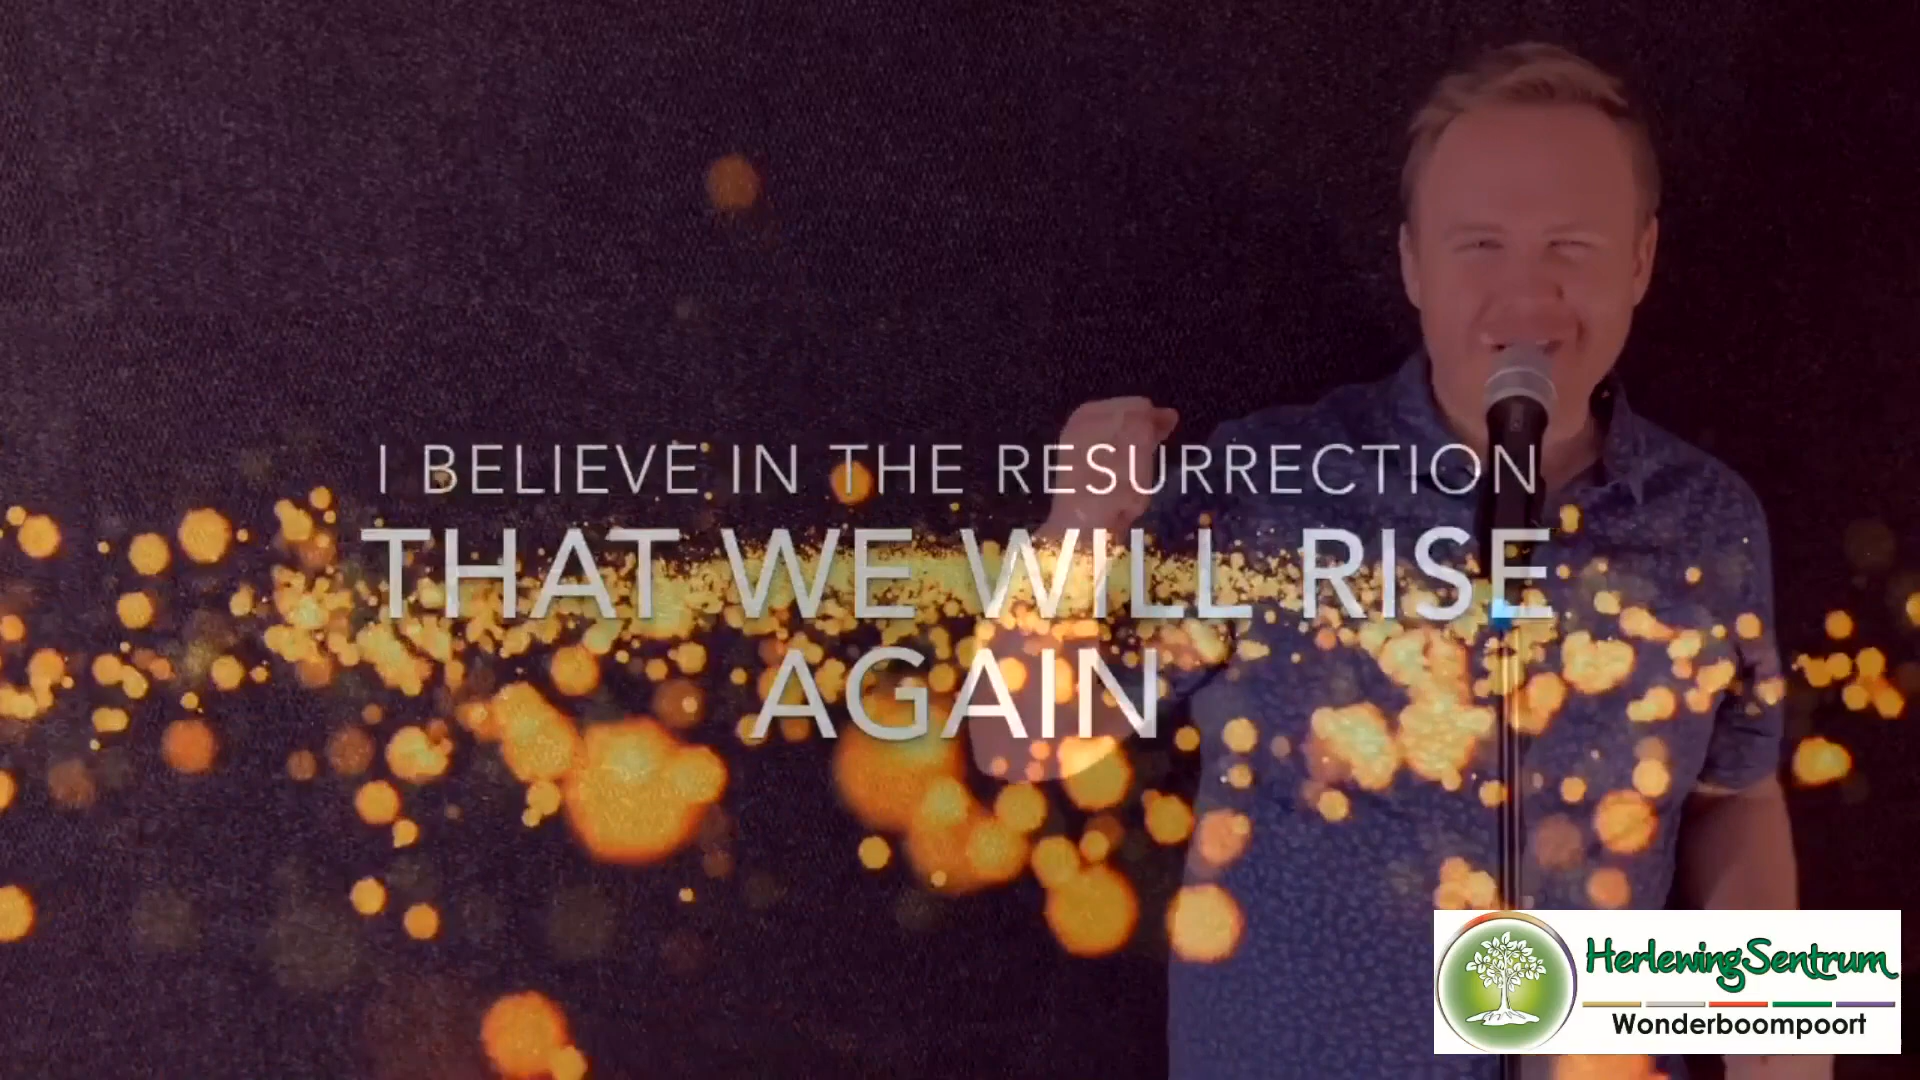 I BELIEVE IN THE RESURRECTION
THAT WE WILL RISE
AGAIN
HerlewingSentrum
Wonderboompoort